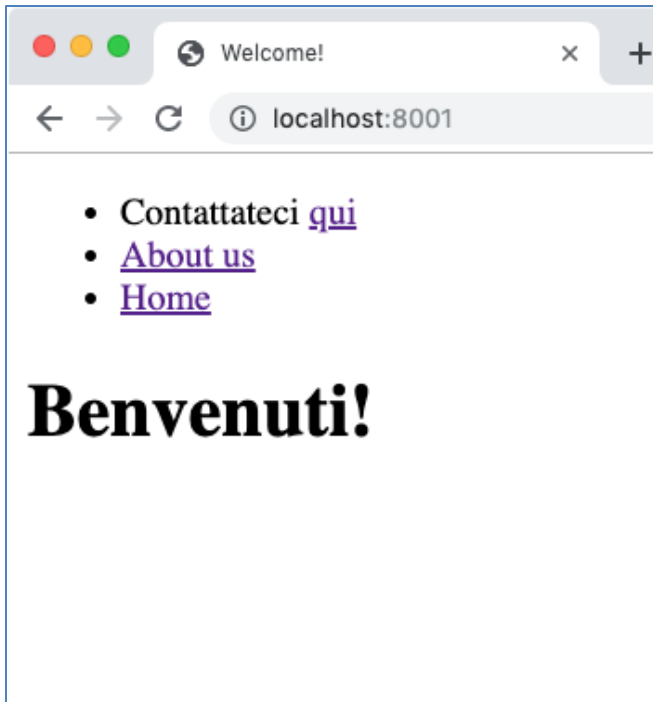 Welcome!
localhost:8001
Contattateci qui
About us
Home
Benvenuti!